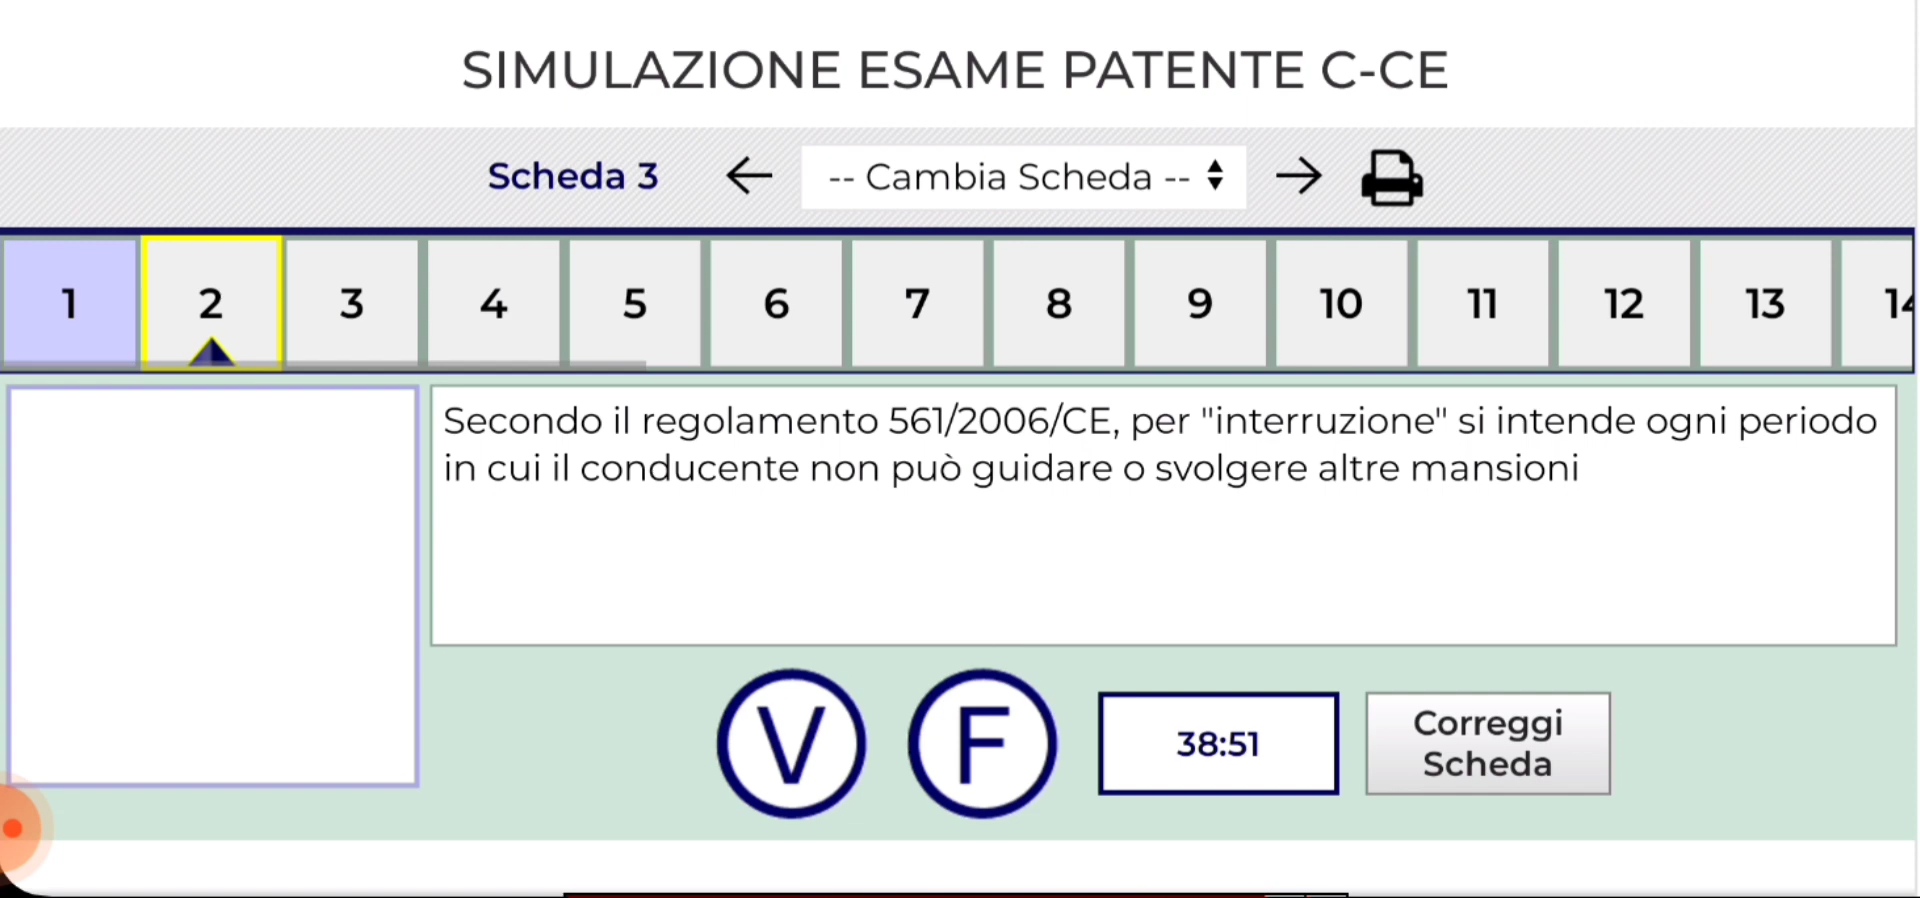 SIMULAZIONE ESAME PATENTE C-CE
Scheda 3 -- Cambia Scheda --
1 2 3 4 5 6 7 8 9 10 11 12 13 14
Secondo il regolamento 561/2006/CE, per "interruzione" si intende ogni periodo
in cui il conducente non può guidare o svolgere altre mansioni
V F 38:51 Correggi
Scheda